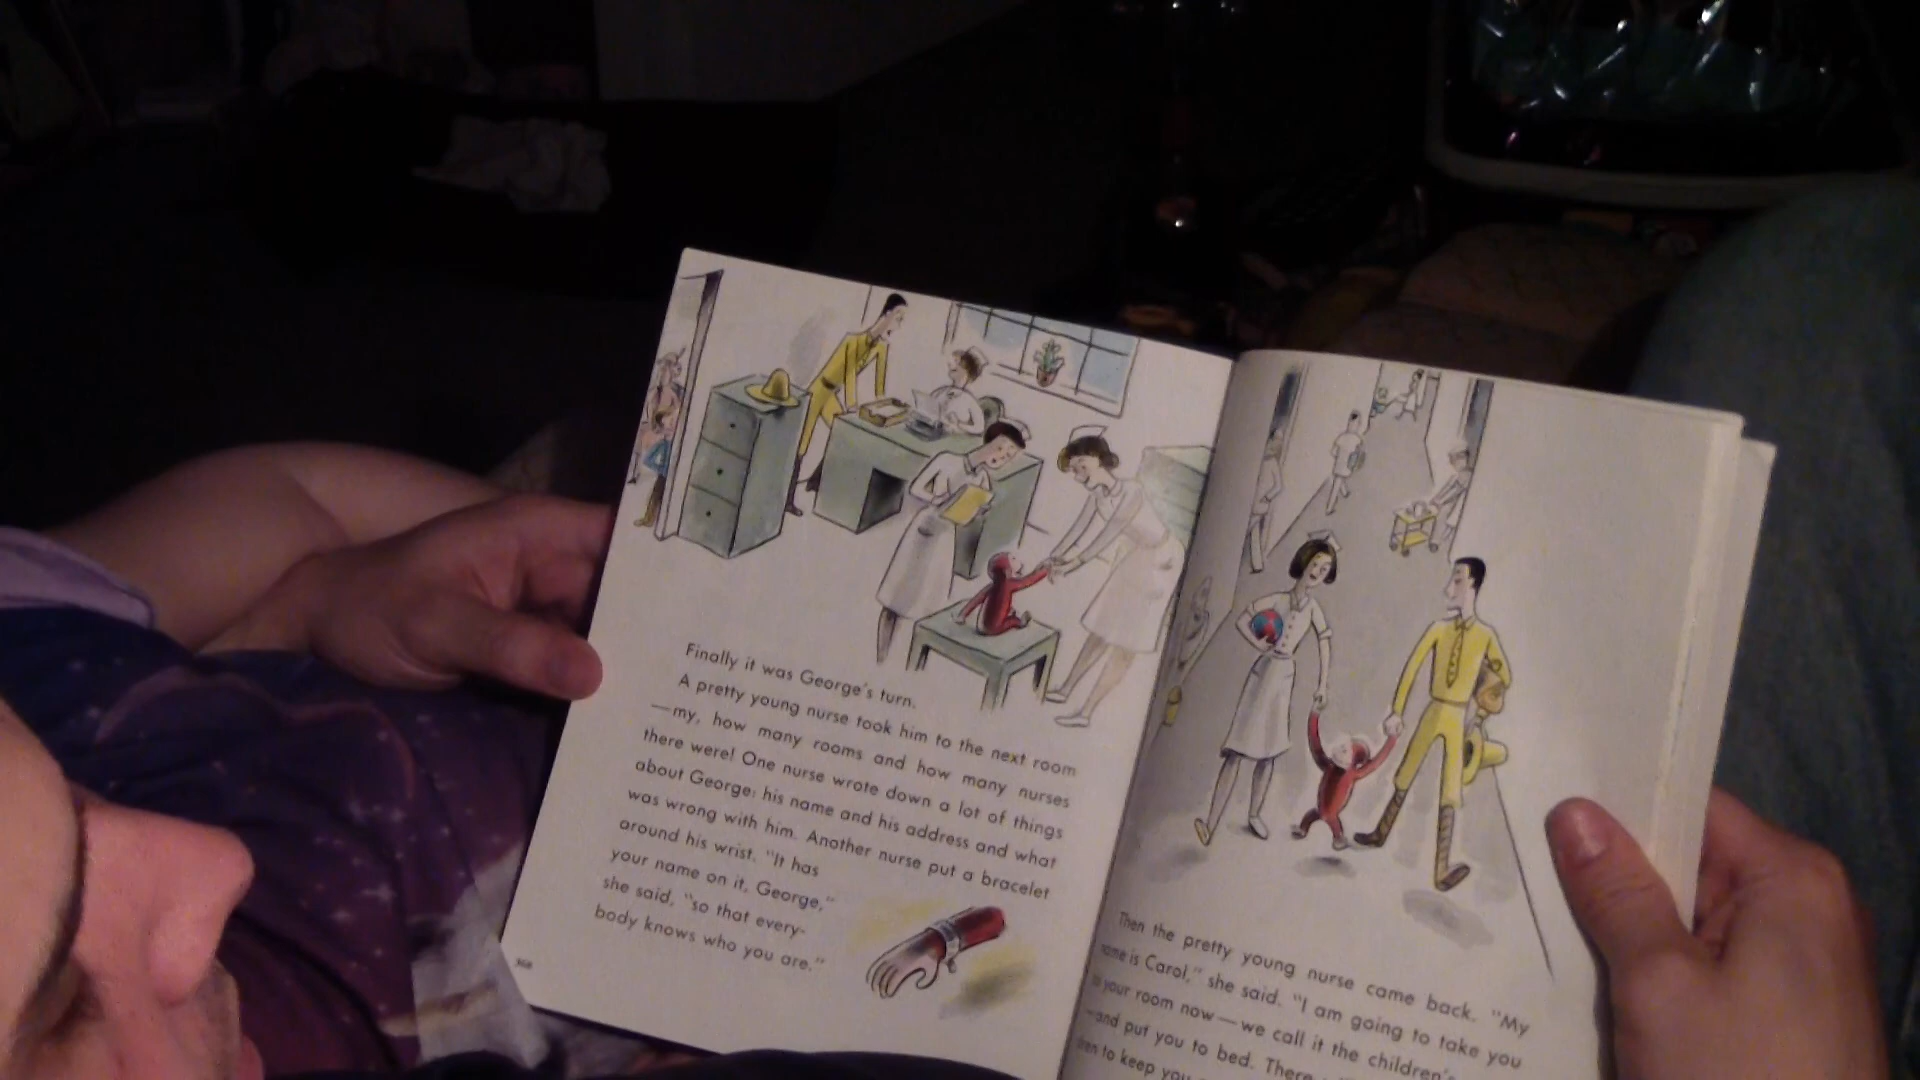 Finally it was George's turn.
A pretty young nurse took him to the next room
—my, how many rooms and how many nurses
there were! One nurse wrote down a lot of things
about George: his name and his address and what
was wrong with him. Another nurse put a bracelet
around his wrist. "It has
your name on it, George,"
she said, "so that every-
body knows who you are."
Then the pretty young nurse came back. "My
name is Carol," she said. "I am going to take you
to your room now—we call it the children's
—and put you to bed. There
to keep you